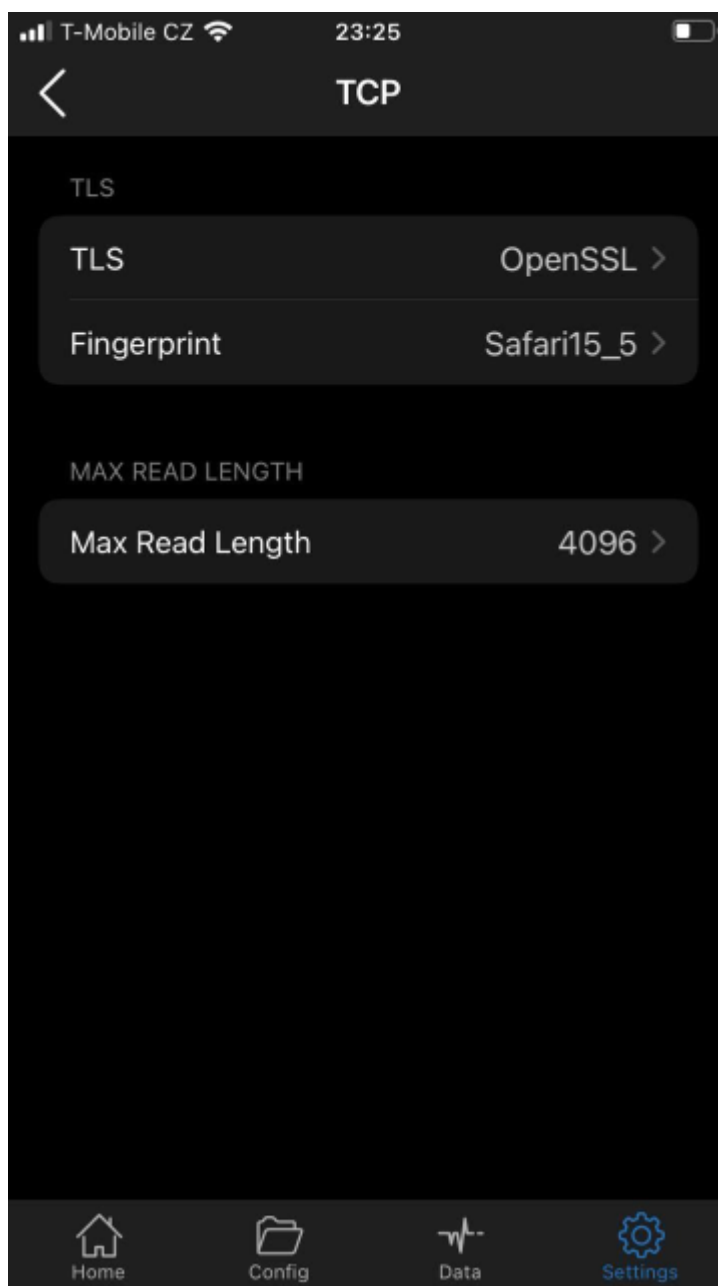 T-Mobile CZ 23:25
TCP
TLS
TLS OpenSSL
Fingerprint Safari15_5
MAX READ LENGTH
Max Read Length 4096
Home Config Data Settings